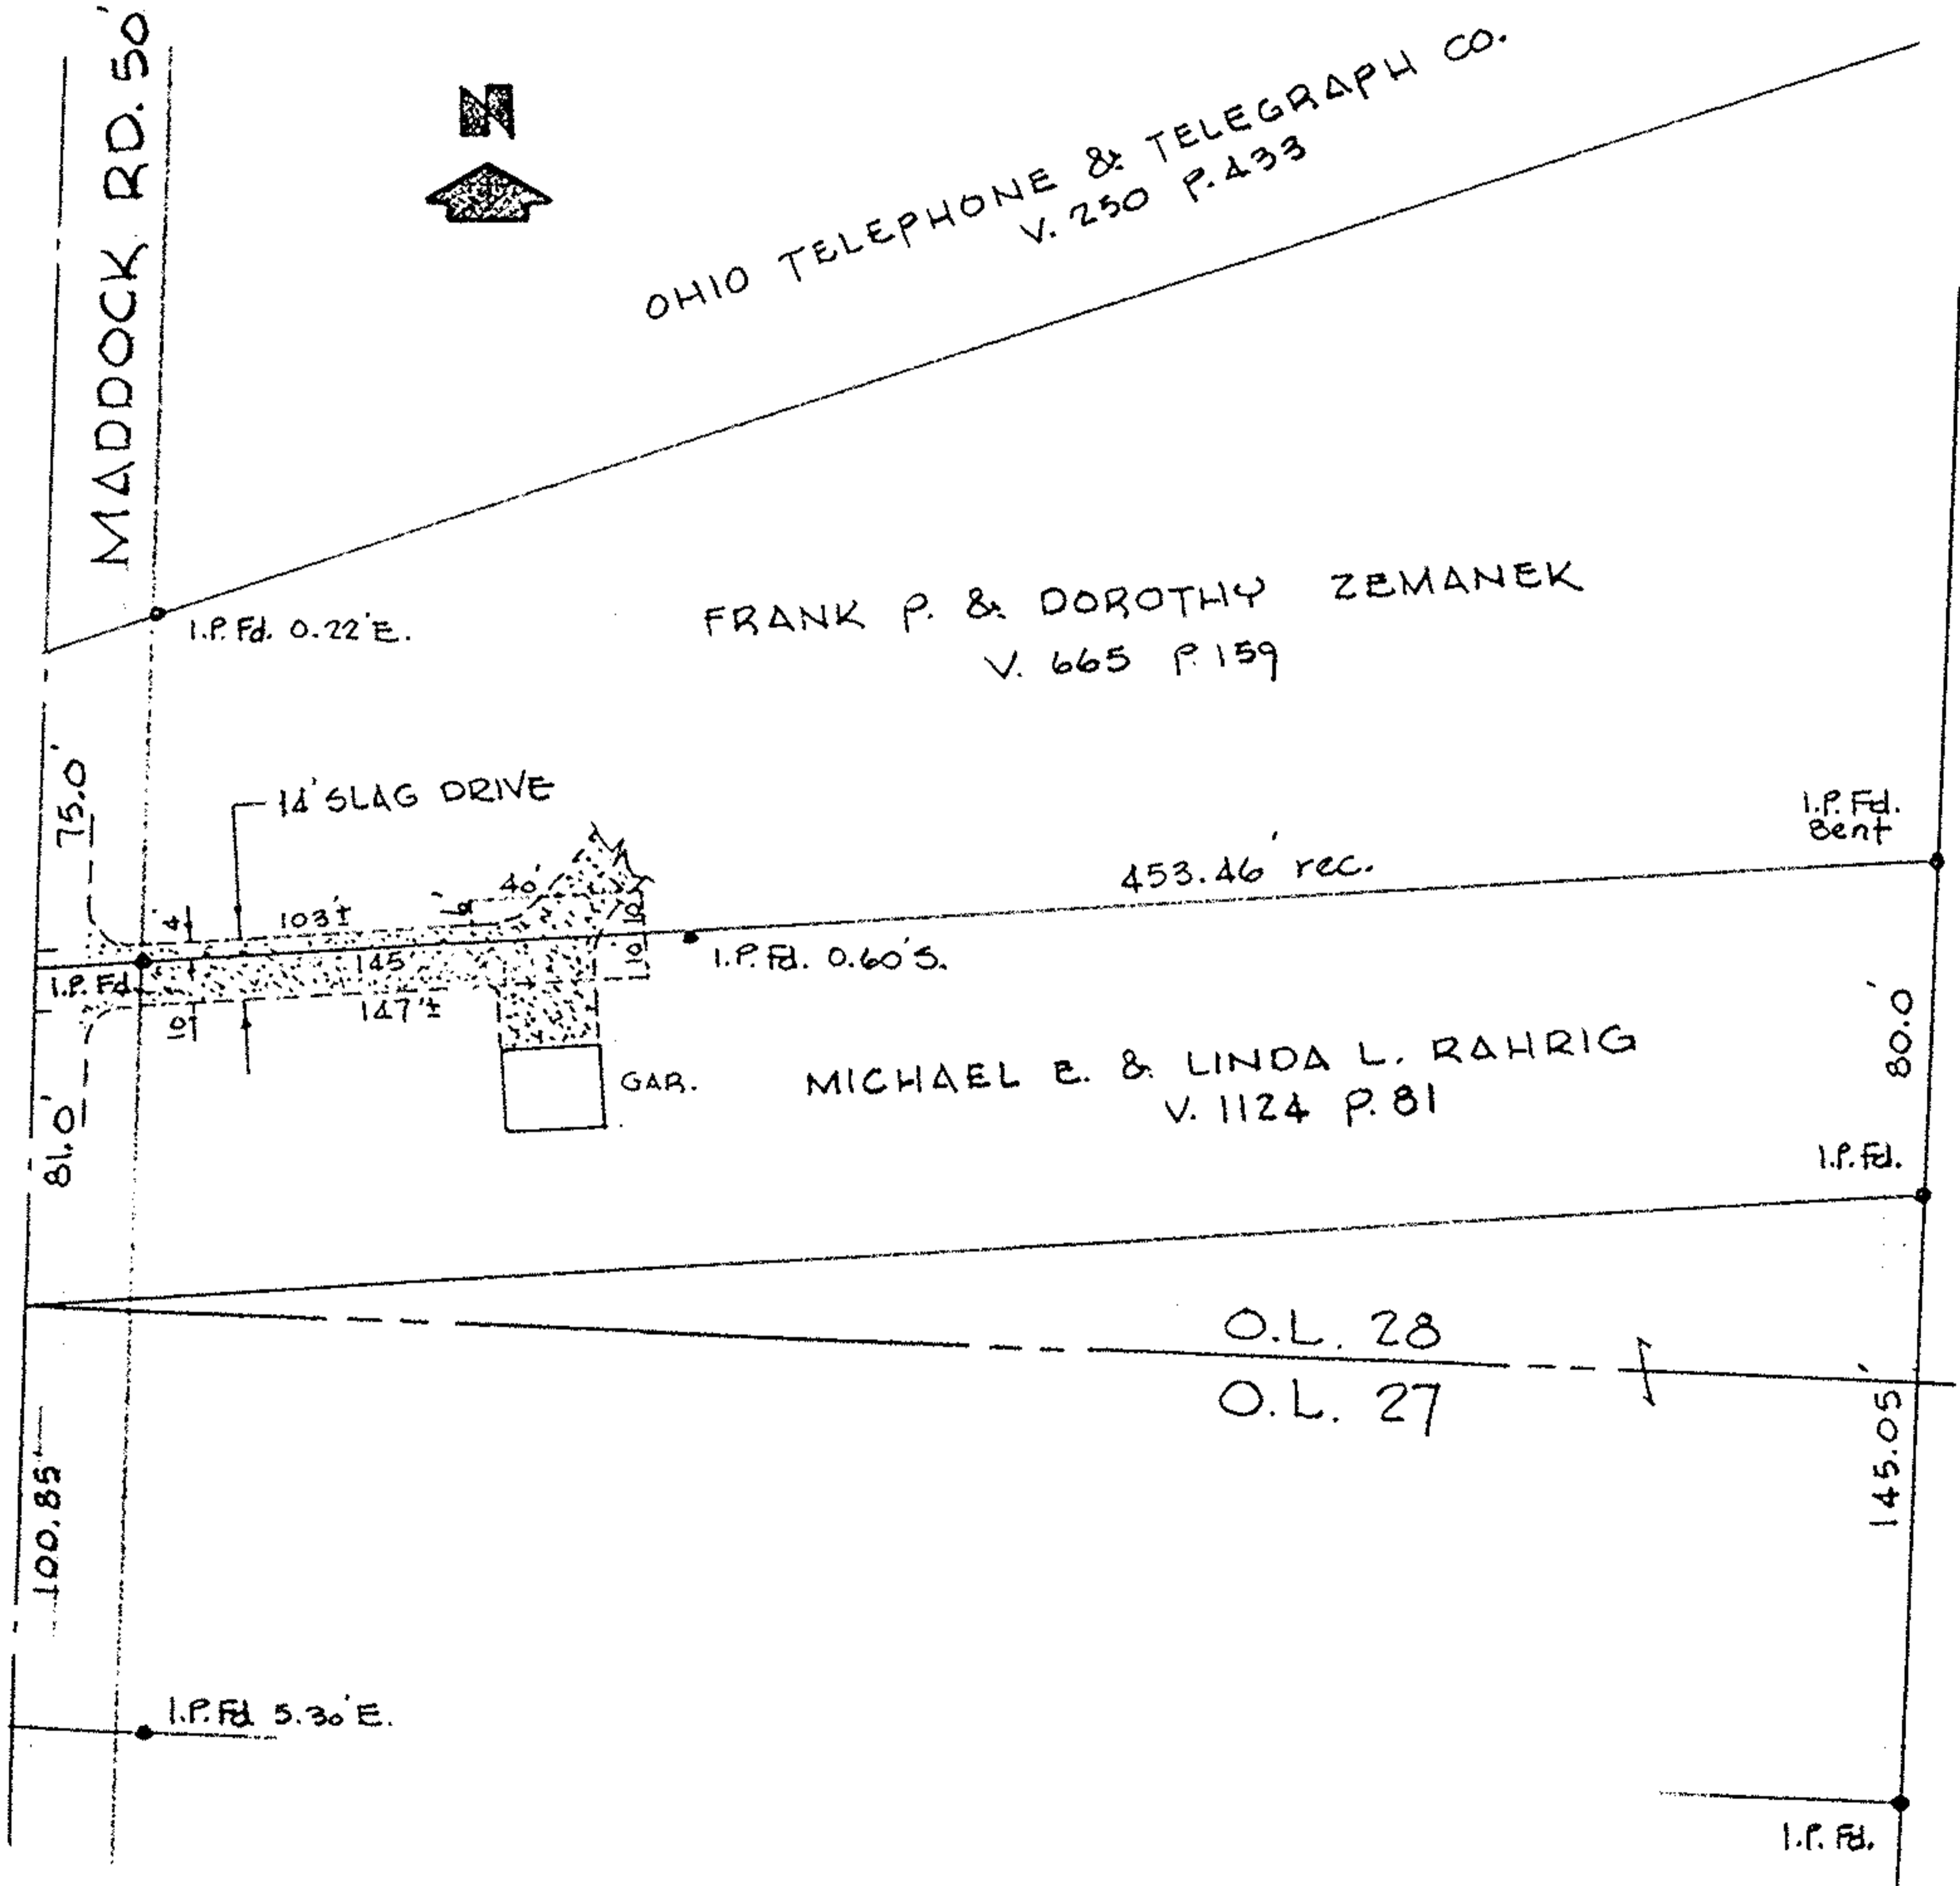 MADDOCK RD. 50'
N
OHIO TELEPHONE & TELEGRAPH CO.
V. 250 P. 433
I.P. Fd. 0.22' E.
FRANK P. & DOROTHY ZEMANEK
V. 665 P. 159
75.0'
14' SLAG DRIVE
I.P. Fd.
Bent
453.46' rec.
40'
4'
103'±
6'
10'
145'
10'
I.P. Fd. 0.60' S.
I.P. Fd.
147'±
10'
81.0'
GAR.
MICHAEL E. & LINDA L. RAHRIG
V. 1124 P. 81
80.0'
I.P. Fd.
O.L. 28
O.L. 27
100.85'
145.05'
I.P. Fd. 5.30' E.
I.P. Fd.